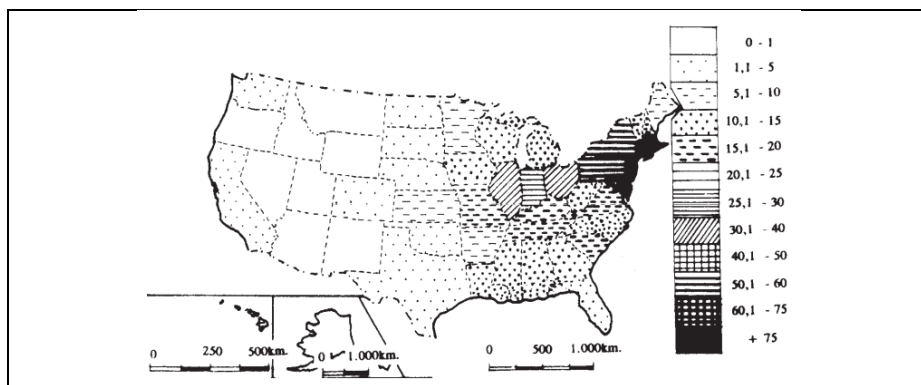 0 - 1
1,1 - 5
5,1 - 10
10,1 - 15
15,1 - 20
20,1 - 25
25,1 - 30
30,1 - 40
40,1 - 50
50,1 - 60
60,1 - 75
+ 75
0 250 500km.
0 1.000km.
0 500 1.000km.